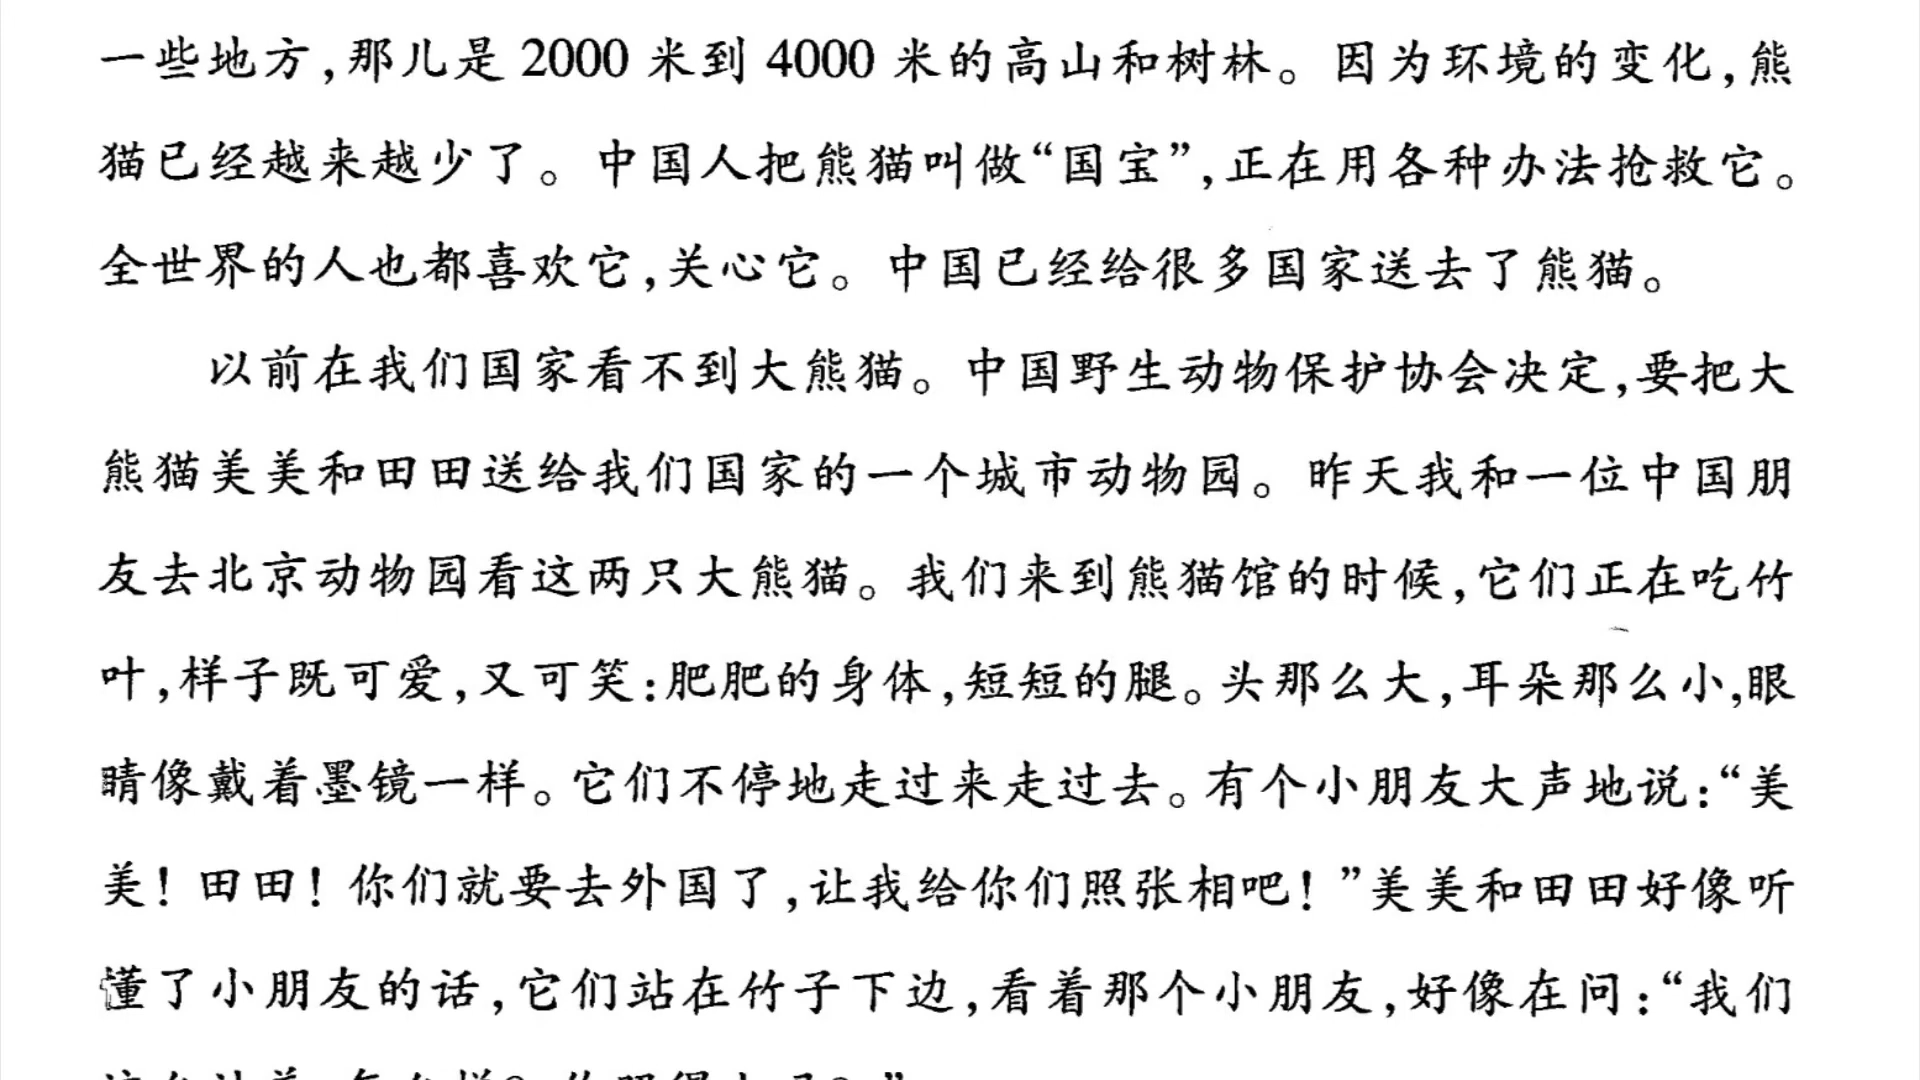 一些地方,那儿是 2000 米到 4000 米的高山和树林。因为环境的变化,熊
猫已经越来越少了。中国人把熊猫叫做“国宝”,正在用各种办法抢救它。
全世界的人也都喜欢它,关心它。中国已经给很多国家送去了熊猫。
以前在我们国家看不到大熊猫。中国野生动物保护协会决定,要把大
熊猫美美和田田送给我们国家的一个城市动物园。昨天我和一位中国朋
友去北京动物园看这两只大熊猫。我们来到熊猫馆的时候,它们正在吃竹
叶,样子既可爱,又可笑:肥肥的身体,短短的腿。头那么大,耳朵那么小,眼
睛像戴着墨镜一样。它们不停地走过来走过去。有个小朋友大声地说:“美
美!田田!你们就要去外国了,让我给你们照张相吧!”美美和田田好像听
懂了小朋友的话,它们站在竹子下边,看着那个小朋友,好像在问:“我们